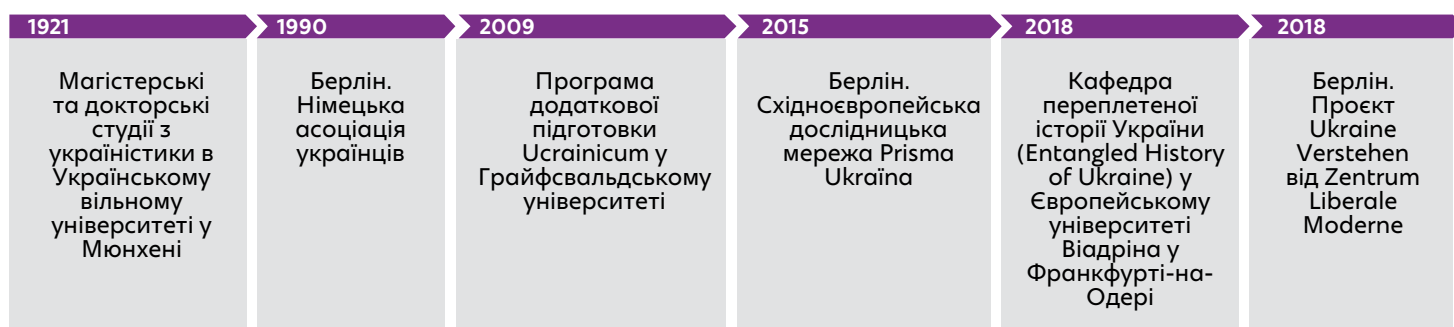 1921
Магістерські
та докторські
студії з
україністики в
Українському
вільному
університеті у
Мюнхені
1990
Берлін.
Німецька
асоціація
українців
2009
Програма
додаткової
підготовки
Ucrainicum у
Грайфсвальдському
університеті
2015
Берлін.
Східноєвропейська
дослідницька
мережа Prisma
Ukraїna
2018
Кафедра
переплетеної
історії України
(Entangled History
of Ukraine) у
Європейському
університеті
Віадріна у
Франкфурті-на-
Одері
2018
Берлін.
Проєкт
Ukraine
Verstehen
від Zentrum
Liberale
Moderne